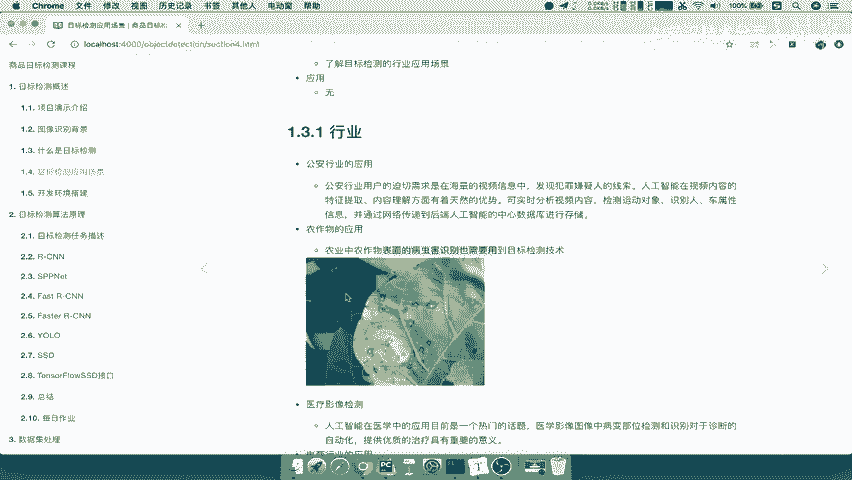 Chrome 文件 修改 视图 历史记录 书签 其他人 电动窗 帮助
100%
目标检测应用场景 | 商品目标检
localhost:4000/objectdetection/suction4.html
商品目标检测课程
1. 目标检测概述
1.1. 项目演示介绍
1.2. 图像识别背景
1.3. 什么是目标检测
1.4. 目标检测应用场景
1.5. 开发环境搭建
2. 目标检测算法原理
2.1. 目标检测任务描述
2.2. R-CNN
2.3. SPPNet
2.4. Fast R-CNN
2.5. Faster R-CNN
2.6. YOLO
2.7. SSD
2.8. TensorFlowSSD接口
2.9. 总结
2.10. 每日作业
3. 数据集处理
了解目标检测的行业应用场景
应用
无
1.3.1 行业
公安行业的应用
公安行业用户的迫切需求是在海量的视频信息中，发现犯罪嫌疑人的线索。人工智能在视频内容的
特征提取、内容理解方面有着天然的优势。可实时分析视频内容，检测运动对象，识别人、车属性
信息，并通过网络传递到后端人工智能的中心数据库进行存储。
农作物的应用
农业中农作物表面的病虫害识别也需要用到目标检测技术
医疗影像检测
人工智能在医学中的应用目前是一个热门的话题，医学影像图像中病变部位检测和识别对于诊断的
自动化，提供优质的治疗具有重要的意义。